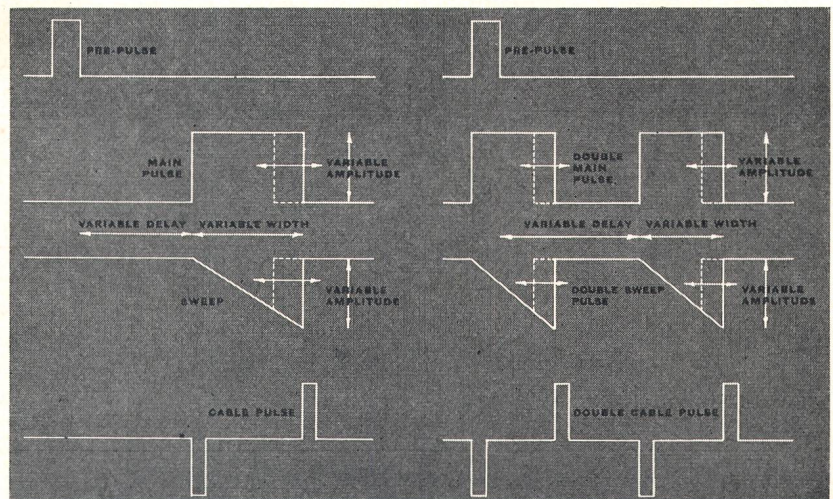 PRE-PULSE
MAIN
PULSE
VARIABLE
AMPLITUDE
VARIABLE DELAY
VARIABLE WIDTH
SWEEP
VARIABLE
AMPLITUDE
CABLE PULSE
PRE-PULSE
DOUBLE
MAIN
PULSE
VARIABLE
AMPLITUDE
VARIABLE DELAY
VARIABLE WIDTH
DOUBLE SWEEP
PULSE
VARIABLE
AMPLITUDE
DOUBLE CABLE PULSE